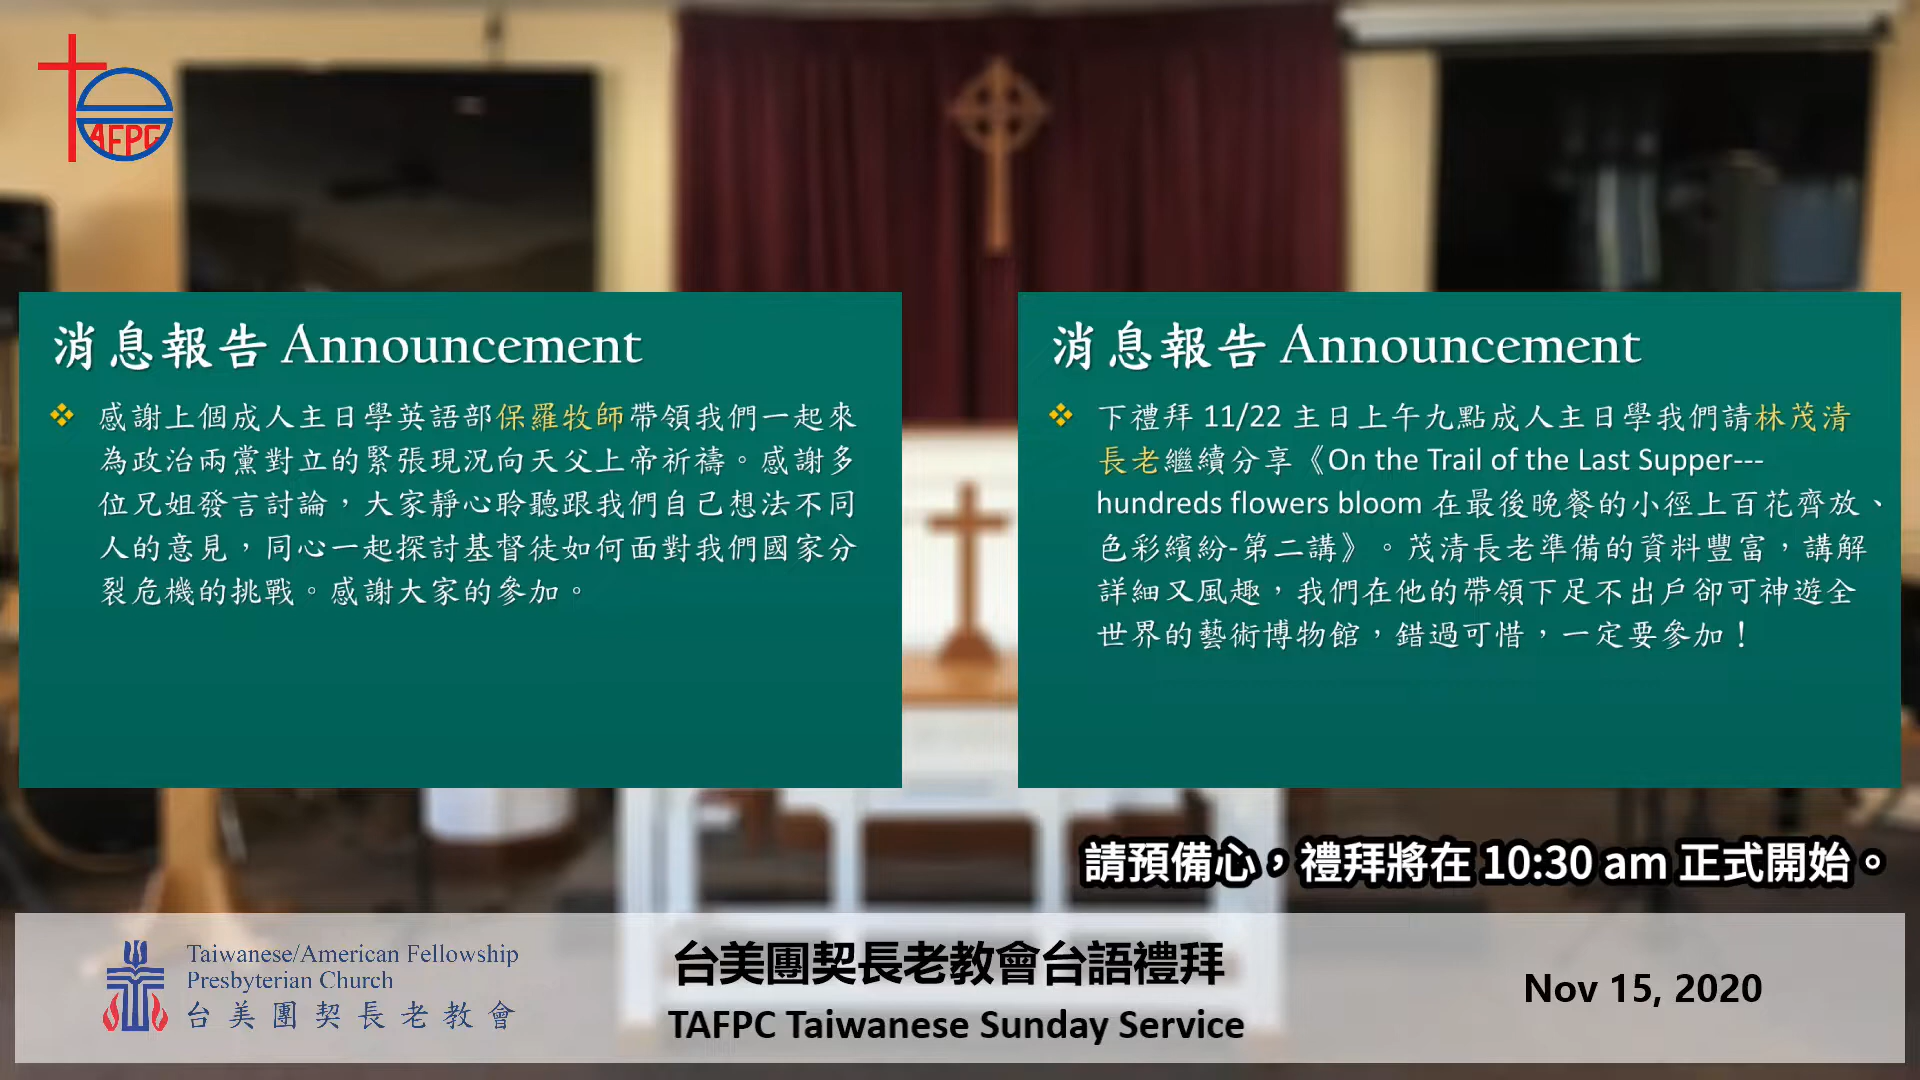 AFPC
消息報告 Announcement
感謝上個成人主日學英語部保羅牧師帶領我們一起來
為政治兩黨對立的緊張現況向天父上帝祈禱。感謝多
位兄姐發言討論，大家靜心聆聽跟我們自己想法不同
人的意見，同心一起探討基督徒如何面對我們國家分
裂危機的挑戰。感謝大家的參加。
消息報告 Announcement
下禮拜 11/22 主日上午九點成人主日學我們請林茂清
長老繼續分享《On the Trail of the Last Supper---
hundreds flowers bloom 在最後晚餐的小徑上百花齊放、
色彩繽紛-第二講》。茂清長老準備的資料豐富，講解
詳細又風趣，我們在他的帶領下足不出戶卻可神遊全
世界的藝術博物館，錯過可惜，一定要參加！
請預備心，禮拜將在 10:30 am 正式開始。
Taiwanese/American Fellowship
Presbyterian Church
台美團契長老教會
台美團契長老教會台語禮拜
TAFPC Taiwanese Sunday Service
Nov 15, 2020